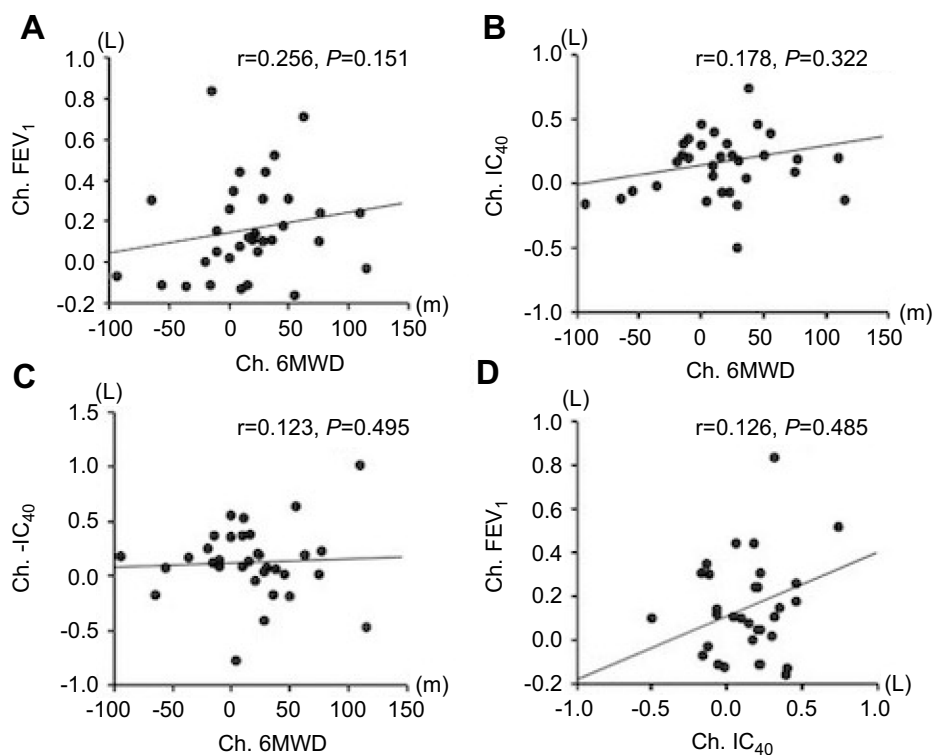 A
(L)
r=0.256, P=0.151
1.0
0.8
0.6
0.4
0.2
0.0
-0.2
Ch. FEV1
-100 -50 0 50 100 150 (m)
Ch. 6MWD
B
(L)
r=0.178, P=0.322
1.0
0.5
0.0
-0.5
-1.0
Ch. IC40
-100 -50 0 50 100 150 (m)
Ch. 6MWD
C
(L)
r=0.123, P=0.495
1.5
1.0
0.5
0.0
-0.5
-1.0
Ch. -IC40
-100 -50 0 50 100 150 (m)
Ch. 6MWD
D
(L)
r=0.126, P=0.485
1.0
0.8
0.6
0.4
0.2
0.0
-0.2
Ch. FEV1
-1.0 -0.5 0.0 0.5 1.0 (L)
Ch. IC40